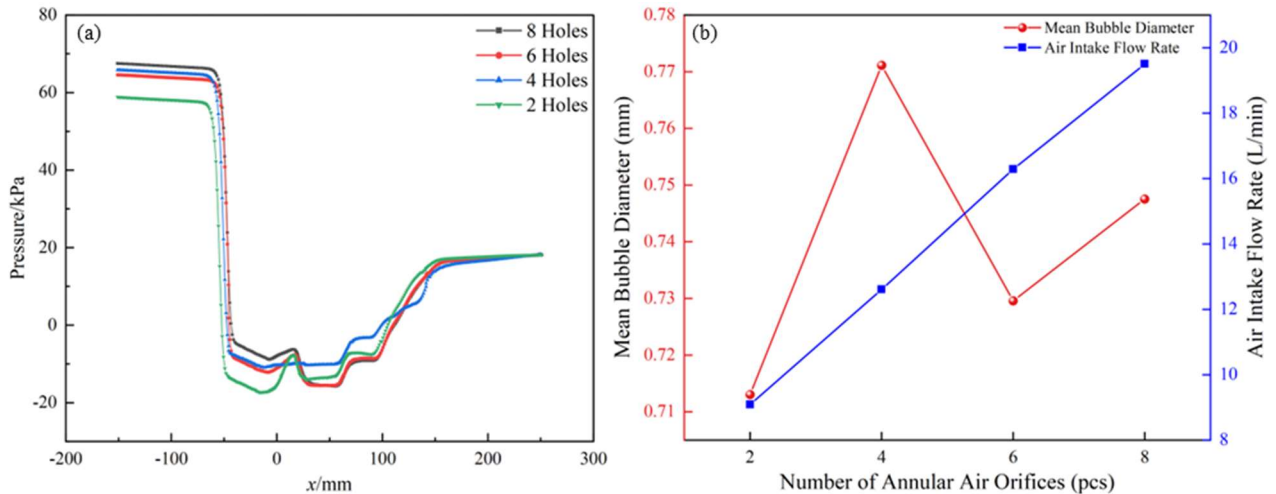 (a)
8 Holes
6 Holes
4 Holes
2 Holes
80
60
40
20
0
-20
Pressure/kPa
-200
-100
0
100
200
300
x/mm
(b)
Mean Bubble Diameter
Air Intake Flow Rate
0.78
0.77
0.76
0.75
0.74
0.73
0.72
0.71
Mean Bubble Diameter (mm)
20
18
16
14
12
10
8
Air Intake Flow Rate (L/min)
2
4
6
8
Number of Annular Air Orifices (pcs)